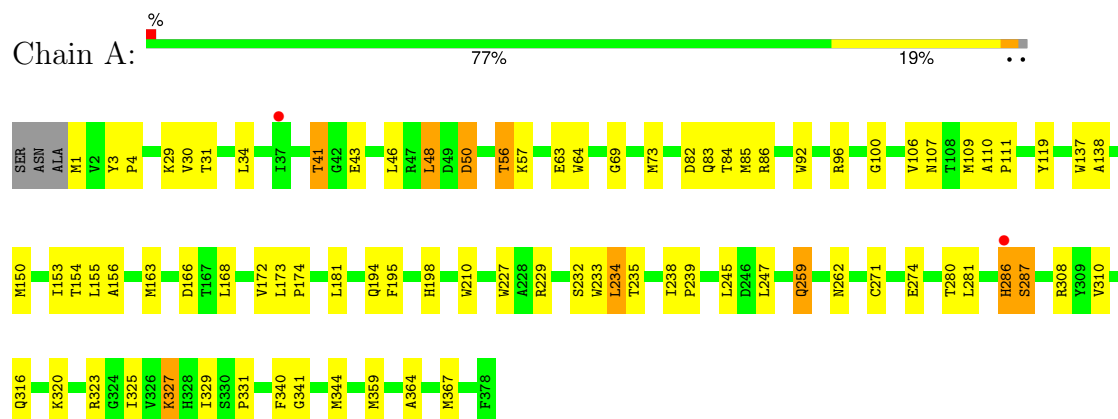 %
Chain A:
77% 19% . .
SER ASN ALA M1 V2 Y3 P4 K29 V30 T31 L34 I37 T41 G42 E43 L46 R47 L48 D49 D50 T56 K57 E63 W64 G69 M73 D82 Q83 T84 M85 R86 W92 R96 G100 V106 N107 T108 M109 A110 P111 Y119 W137 A138
M150 I153 T154 L155 A156 M163 D166 T167 L168 V172 L173 P174 L181 Q194 F195 H198 W210 W227 A228 R229 S232 W233 L234 T235 I238 P239 L245 D246 L247 Q259 N262 C271 E274 T280 L281 H286 S287 R308 Y309 V310
Q316 K320 R323 G324 I325 V326 K327 H328 I329 S330 P331 F340 G341 M344 M359 A364 M367 F378